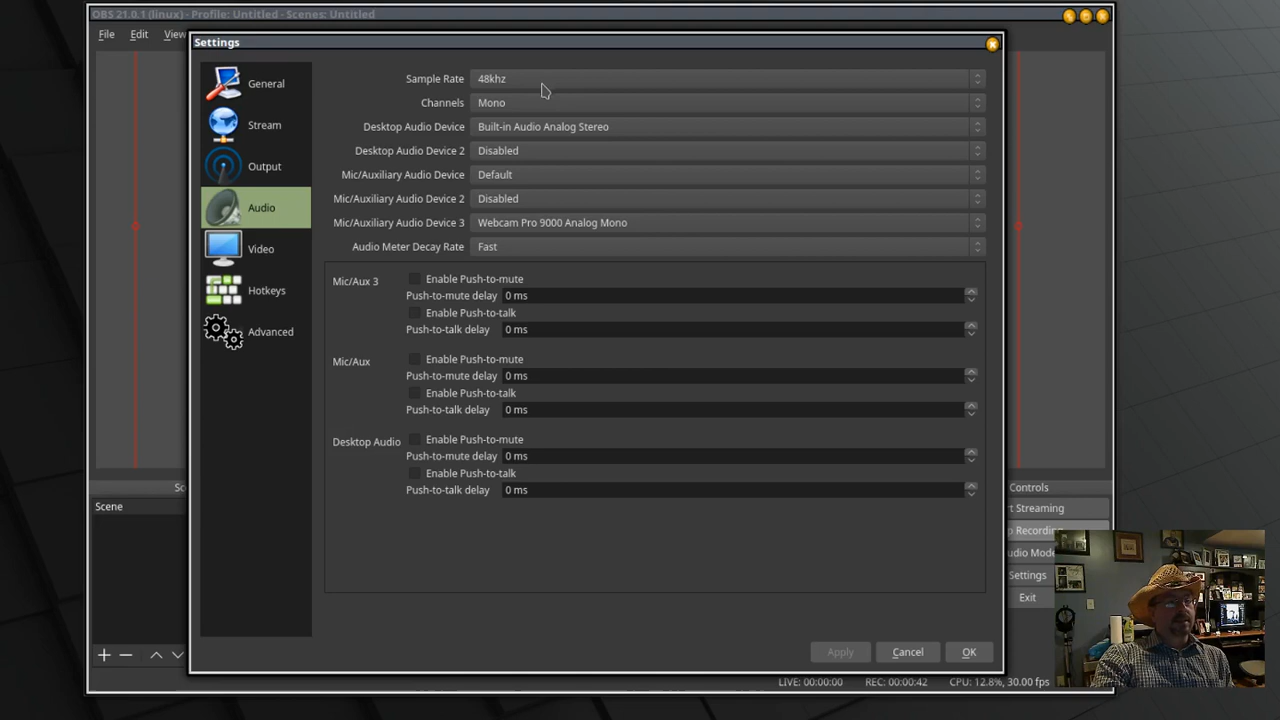 OBS 21.0.1 (linux) - Profile: Untitled - Scenes: Untitled
File Edit View
Settings
General
Stream
Output
Audio
Video
Hotkeys
Advanced
Sample Rate 48khz
Channels Mono
Desktop Audio Device Built-in Audio Analog Stereo
Desktop Audio Device 2 Disabled
Mic/Auxiliary Audio Device Default
Mic/Auxiliary Audio Device 2 Disabled
Mic/Auxiliary Audio Device 3 Webcam Pro 9000 Analog Mono
Audio Meter Decay Rate Fast
Mic/Aux 3 Enable Push-to-mute
Push-to-mute delay 0 ms
Enable Push-to-talk
Push-to-talk delay 0 ms
Mic/Aux Enable Push-to-mute
Push-to-mute delay 0 ms
Enable Push-to-talk
Push-to-talk delay 0 ms
Desktop Audio Enable Push-to-mute
Push-to-mute delay 0 ms
Enable Push-to-talk
Push-to-talk delay 0 ms
Apply Cancel OK
Sc
Scene
Controls
t Streaming
p Recording
udio Mode
Settings
Exit
LIVE: 00:00:00 REC: 00:00:42 CPU: 12.8%, 30.00 fps